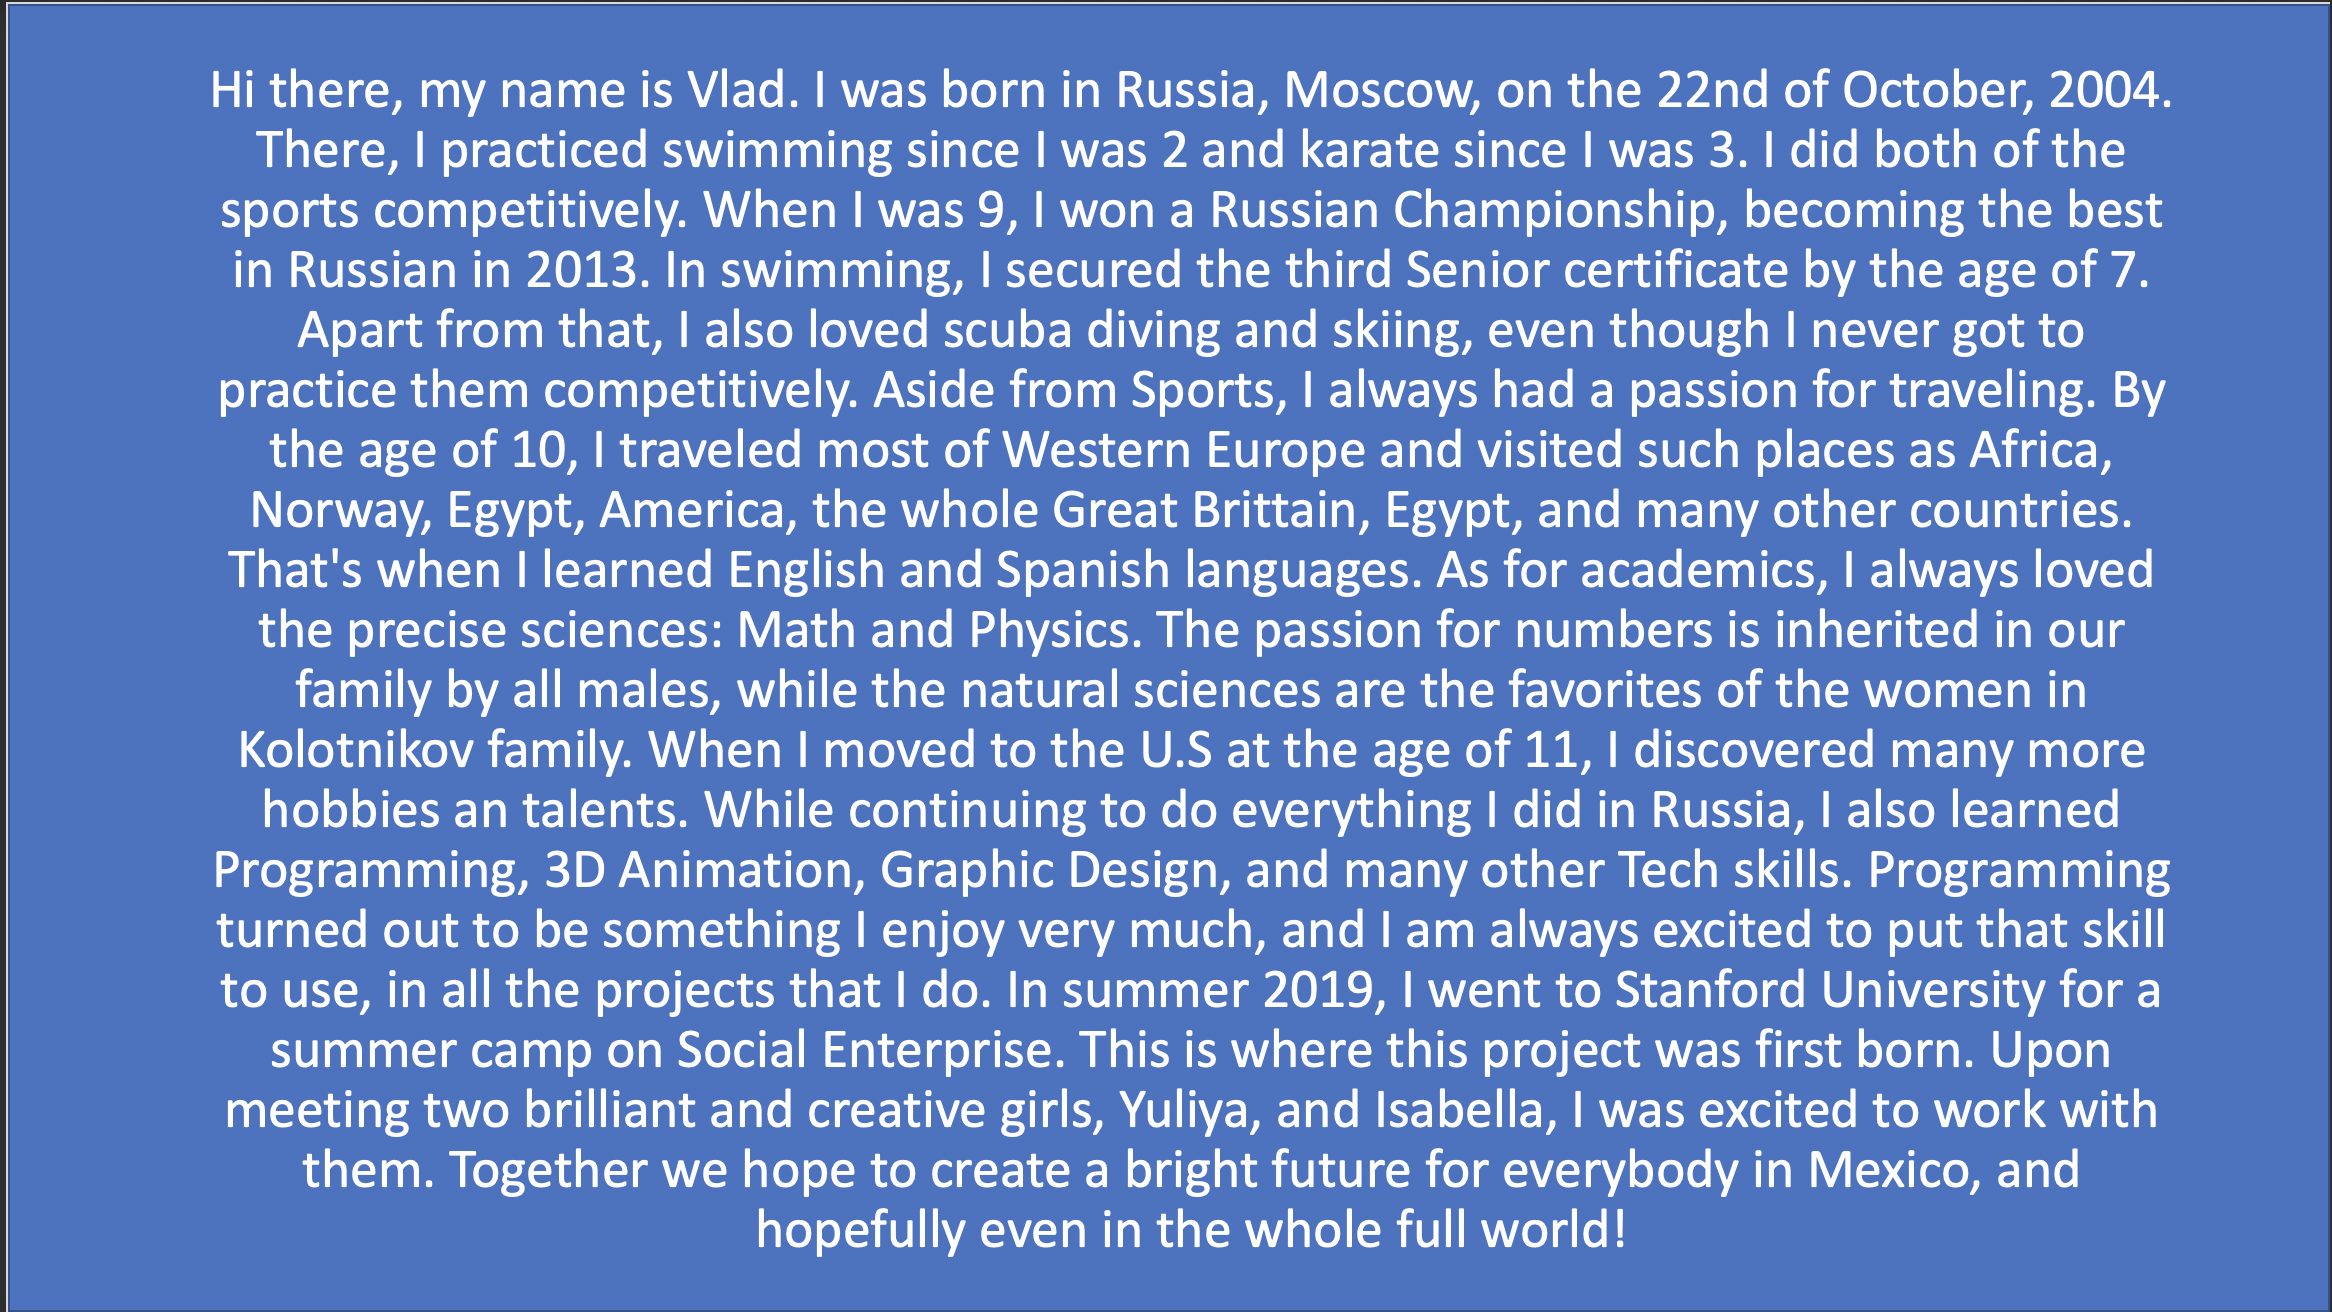 Hi there, my name is Vlad. I was born in Russia, Moscow, on the 22nd of October, 2004.
There, I practiced swimming since I was 2 and karate since I was 3. I did both of the
sports competitively. When I was 9, I won a Russian Championship, becoming the best
in Russian in 2013. In swimming, I secured the third Senior certificate by the age of 7.
Apart from that, I also loved scuba diving and skiing, even though I never got to
practice them competitively. Aside from Sports, I always had a passion for traveling. By
the age of 10, I traveled most of Western Europe and visited such places as Africa,
Norway, Egypt, America, the whole Great Brittain, Egypt, and many other countries.
That's when I learned English and Spanish languages. As for academics, I always loved
the precise sciences: Math and Physics. The passion for numbers is inherited in our
family by all males, while the natural sciences are the favorites of the women in
Kolotnikov family. When I moved to the U.S at the age of 11, I discovered many more
hobbies an talents. While continuing to do everything I did in Russia, I also learned
Programming, 3D Animation, Graphic Design, and many other Tech skills. Programming
turned out to be something I enjoy very much, and I am always excited to put that skill
to use, in all the projects that I do. In summer 2019, I went to Stanford University for a
summer camp on Social Enterprise. This is where this project was first born. Upon
meeting two brilliant and creative girls, Yuliya, and Isabella, I was excited to work with
them. Together we hope to create a bright future for everybody in Mexico, and
hopefully even in the whole full world!